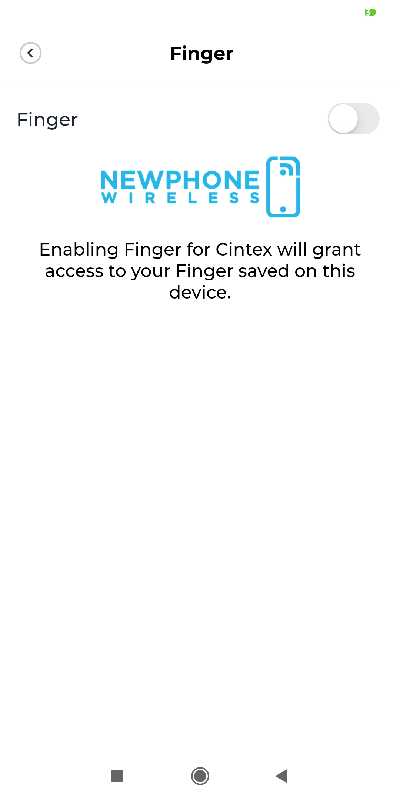 Finger
Finger
NEWPHONE
WIRELESS
Enabling Finger for Cintex will grant
access to your Finger saved on this
device.